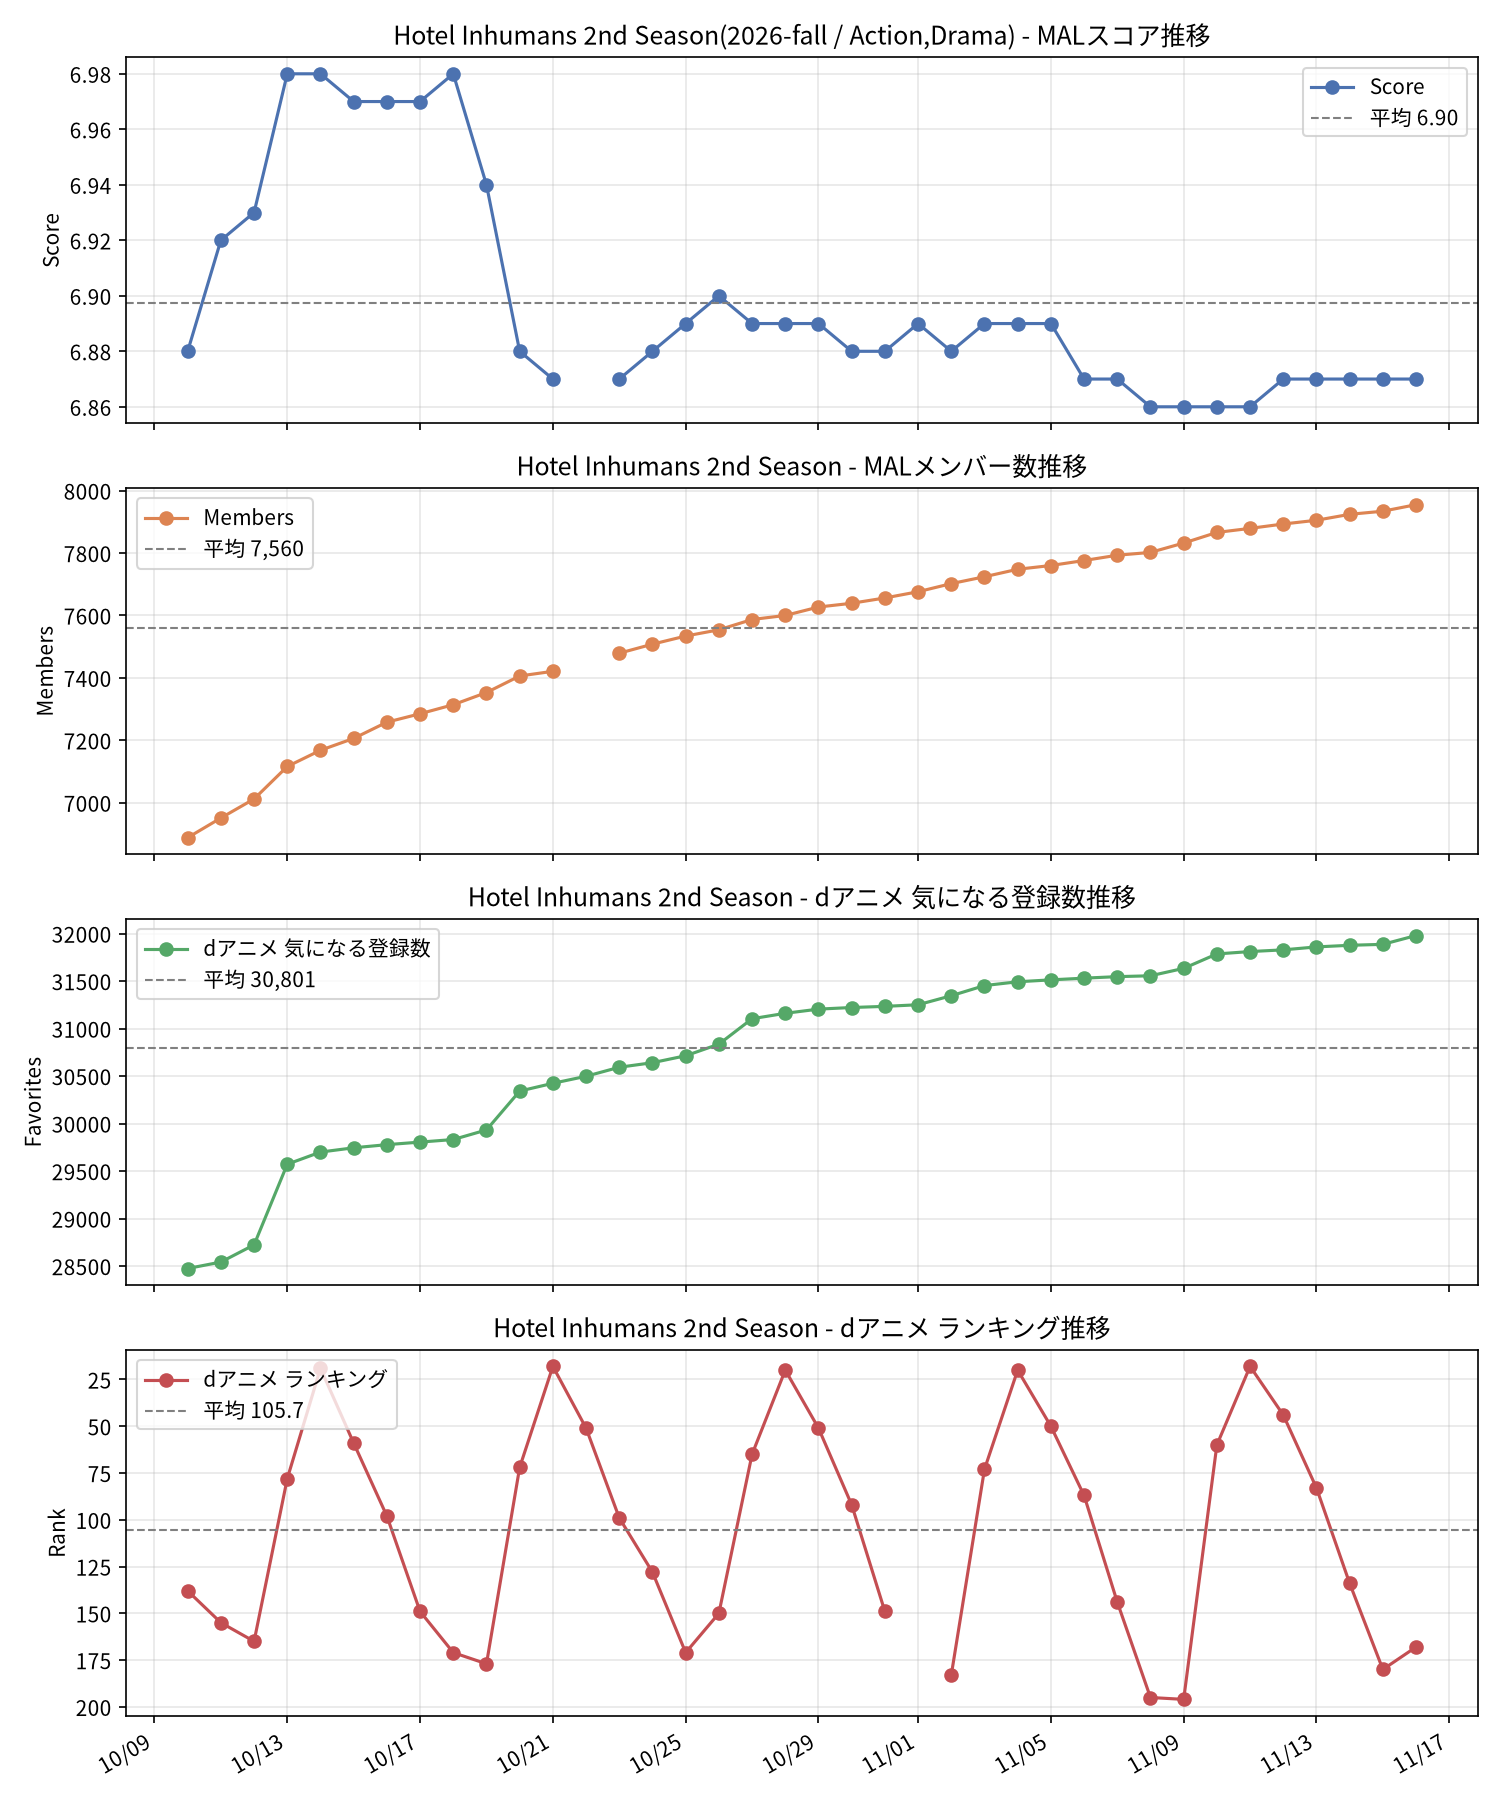 Hotel Inhumans 2nd Season(2026-fall / Action,Drama) - MALスコア推移
Score
6.98
6.96
6.94
6.92
6.90
6.88
6.86
Score
平均 6.90
Hotel Inhumans 2nd Season - MALメンバー数推移
Members
8000
7800
7600
7400
7200
7000
Members
平均 7,560
Hotel Inhumans 2nd Season - dアニメ 気になる登録数推移
Favorites
32000
31500
31000
30500
30000
29500
29000
28500
dアニメ 気になる登録数
平均 30,801
Hotel Inhumans 2nd Season - dアニメ ランキング推移
Rank
25
50
75
100
125
150
175
200
dアニメ ランキング
平均 105.7
10/09
10/13
10/17
10/21
10/25
10/29
11/01
11/05
11/09
11/13
11/17